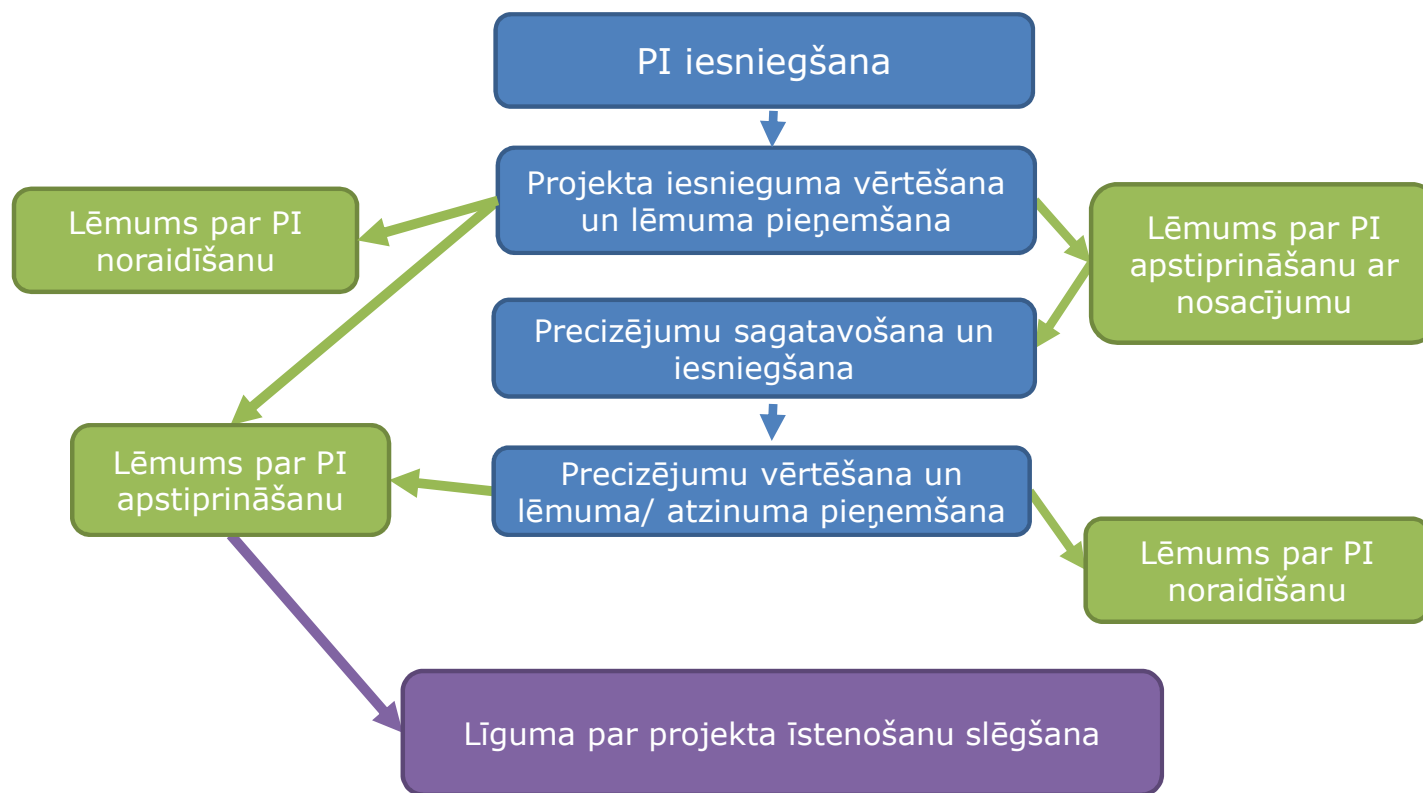 PI iesniegšana
Projekta iesnieguma vērtēšana
un lēmuma pieņemšana
Lēmums par PI
noraidīšanu
Lēmums par PI
apstiprināšanu ar
nosacījumu
Precizējumu sagatavošana un
iesniegšana
Lēmums par PI
apstiprināšanu
Precizējumu vērtēšana un
lēmuma/ atzinuma pieņemšana
Lēmums par PI
noraidīšanu
Līguma par projekta īstenošanu slēgšana